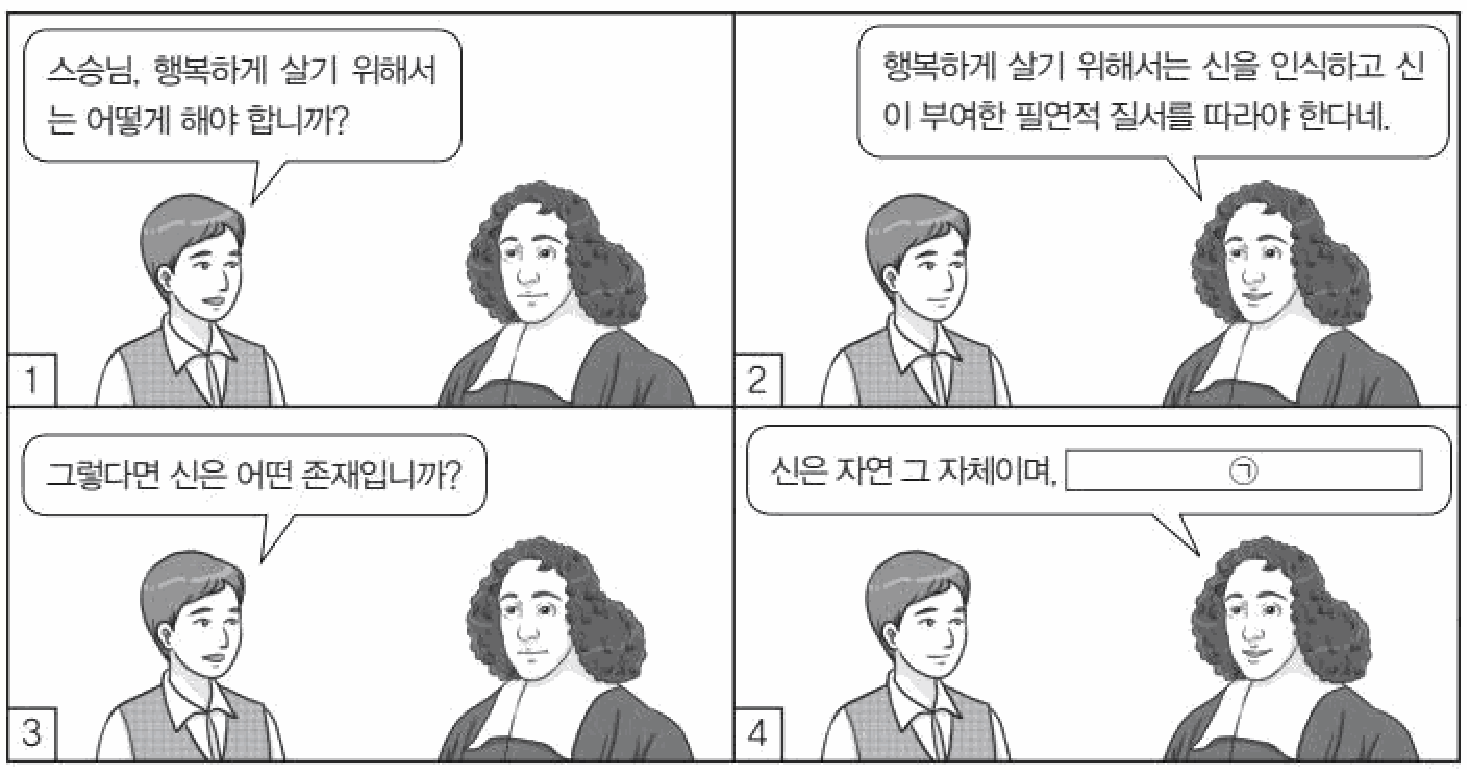 스승님, 행복하게 살기 위해서
는 어떻게 해야 합니까?
1
행복하게 살기 위해서는 신을 인식하고 신
이 부여한 필연적 질서를 따라야 한다네.
2
그렇다면 신은 어떤 존재입니까?
3
신은 자연 그 자체이며, ㉠
4